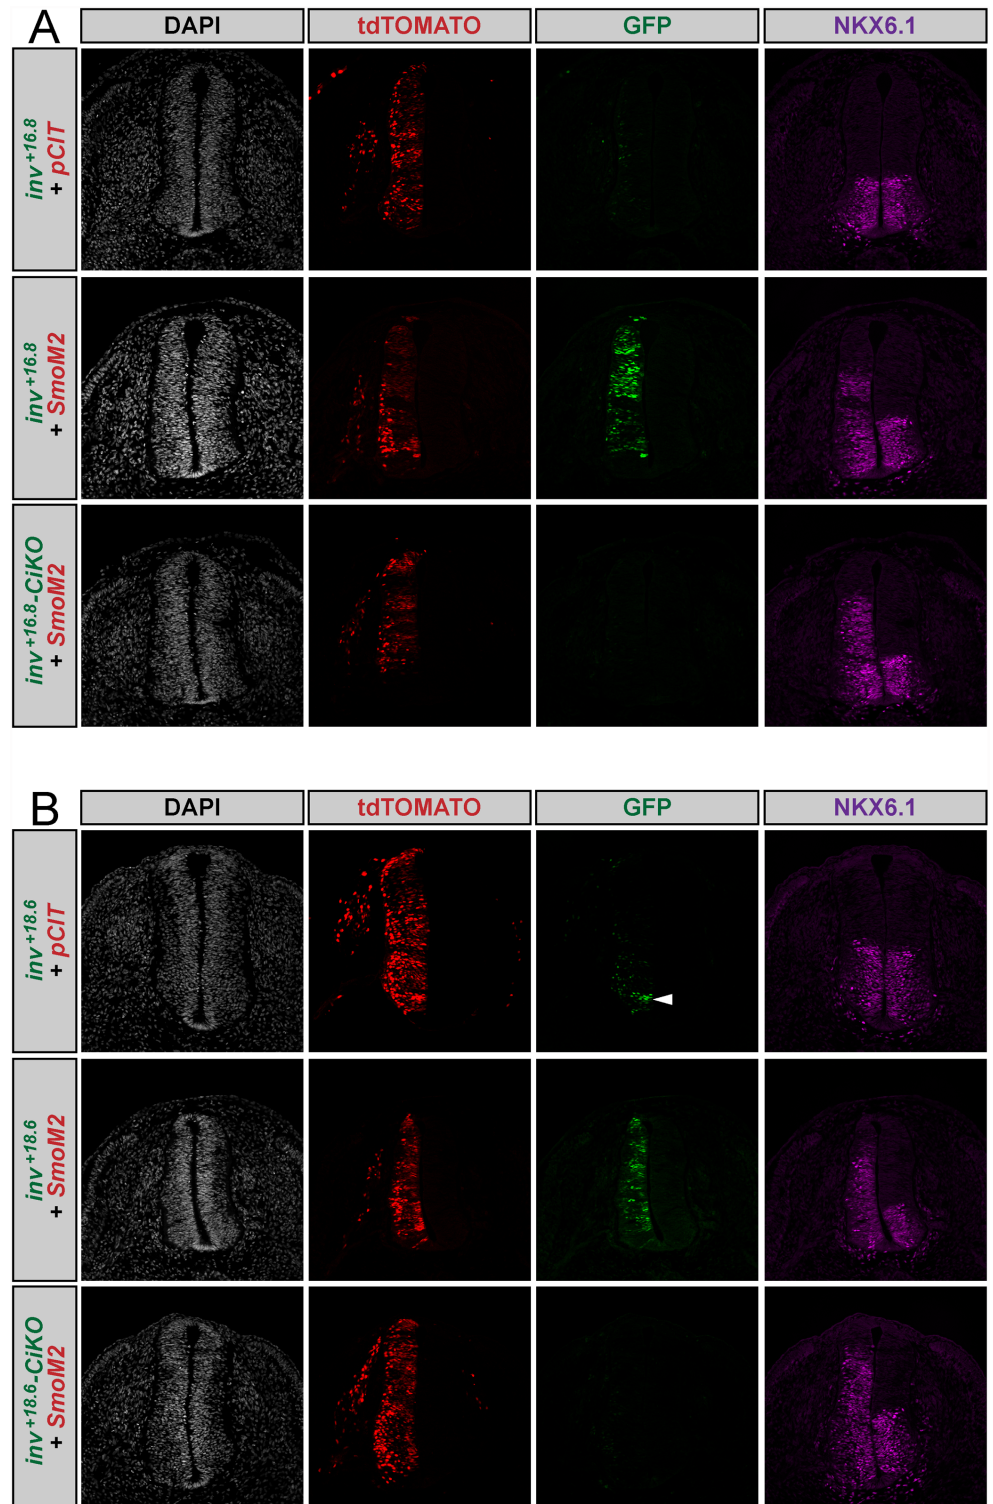 A
DAPI
tdTOMATO
GFP
NKX6.1
inv+16.8
+ pCIT
inv+16.8
+ SmoM2
inv+16.8-CiKO
+ SmoM2
B
DAPI
tdTOMATO
GFP
NKX6.1
inv+18.6
+ pCIT
inv+18.6
+ SmoM2
inv+18.6-CiKO
+ SmoM2